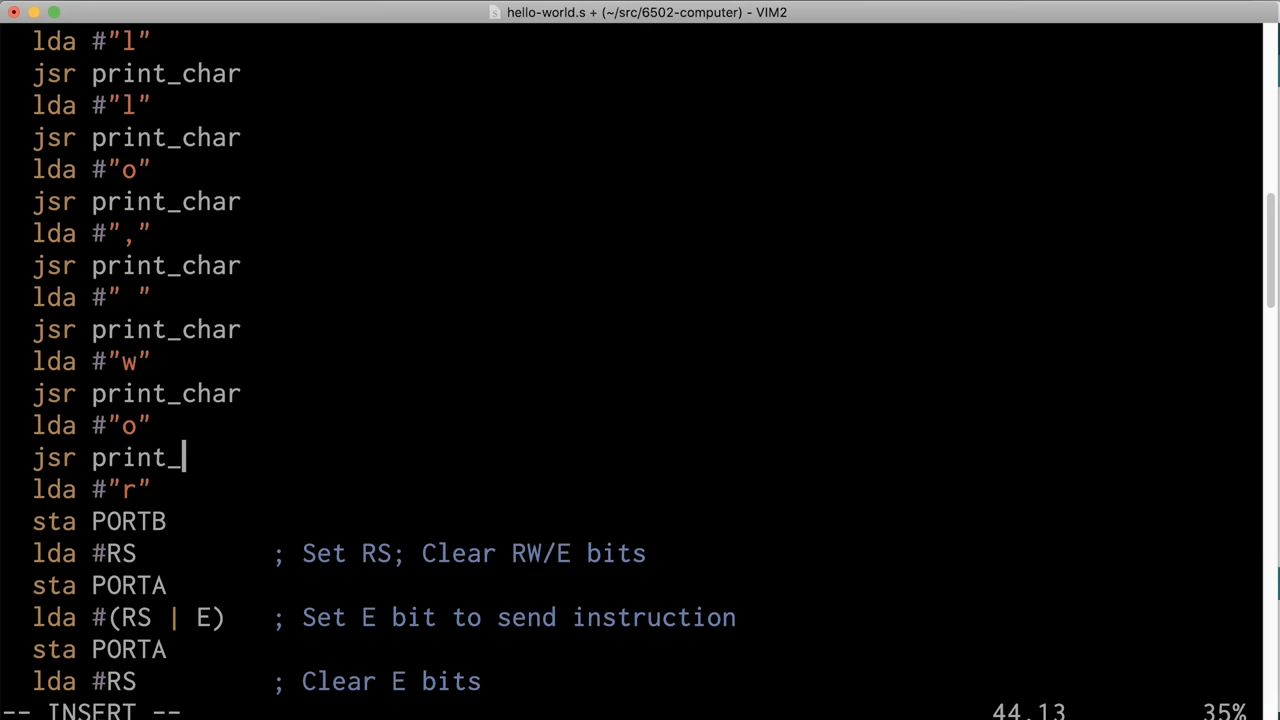 hello-world.s + (~/src/6502-computer) - VIM2
lda #"l"
jsr print_char
lda #"l"
jsr print_char
lda #"o"
jsr print_char
lda #","
jsr print_char
lda #" "
jsr print_char
lda #"w"
jsr print_char
lda #"o"
jsr print_
lda #"r"
sta PORTB
lda #RS ; Set RS; Clear RW/E bits
sta PORTA
lda #(RS | E) ; Set E bit to send instruction
sta PORTA
lda #RS ; Clear E bits
-- INSERT -- 44,13 35%